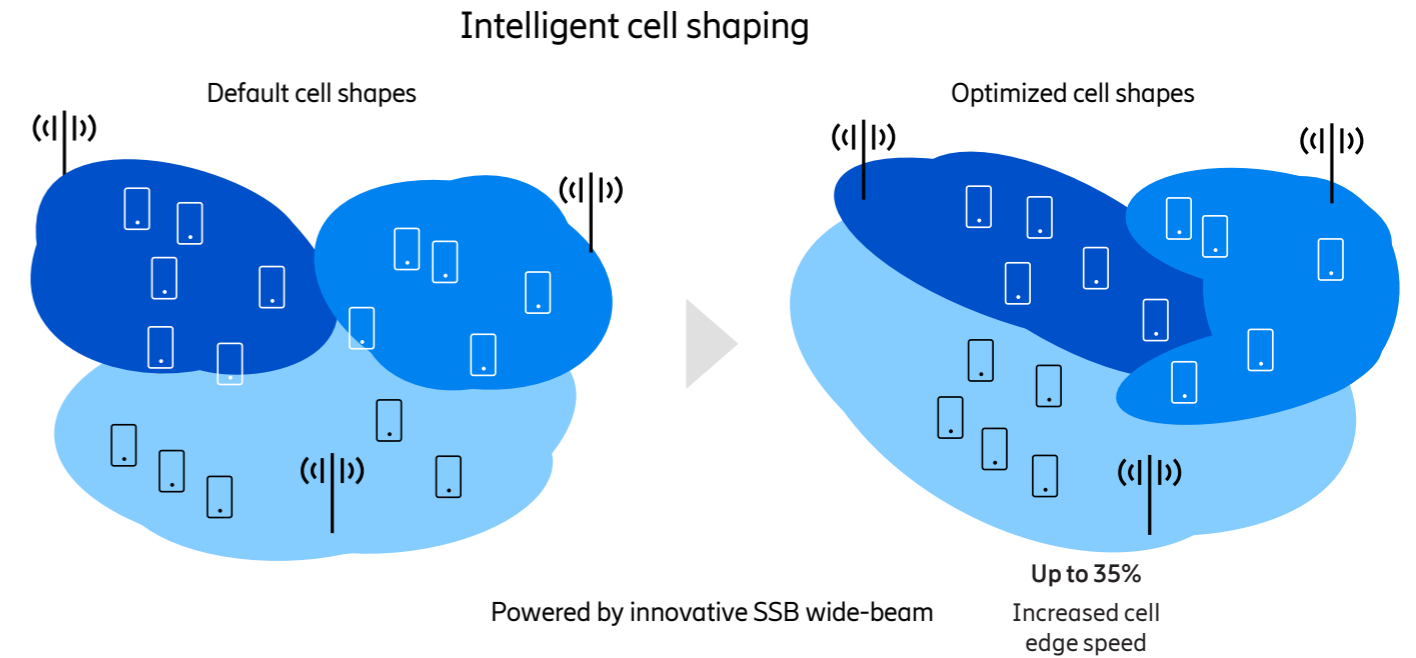 Intelligent cell shaping
Default cell shapes
Optimized cell shapes
Up to 35%
Powered by innovative SSB wide-beam
Increased cell
edge speed